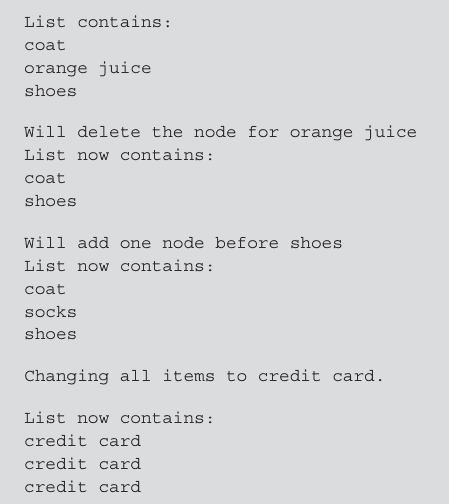 List contains:
coat
orange juice
shoes
Will delete the node for orange juice
List now contains:
coat
shoes
Will add one node before shoes
List now contains:
coat
socks
shoes
Changing all items to credit card.
List now contains:
credit card
credit card
credit card